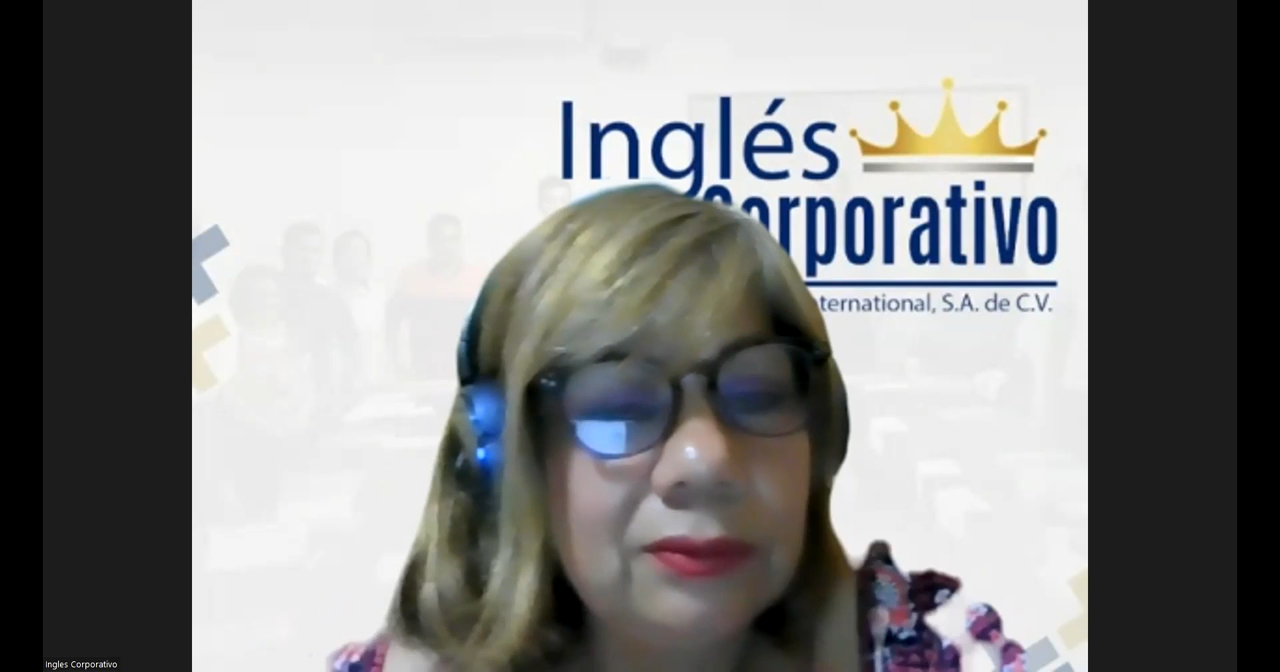 Inglés
Corporativo
ternational, S.A. de C.V.
Ingles Corporativo